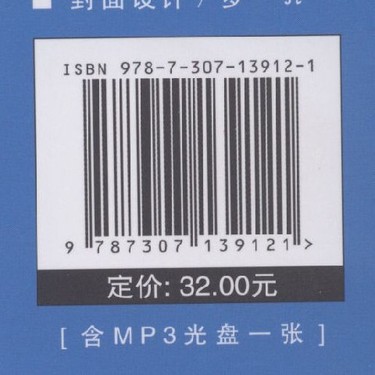 ■ 封面设计 / 罗
ISBN 978-7-307-13912-1
9 787307 139121 >
定价: 32.00元
[ 含MP3光盘一张 ]